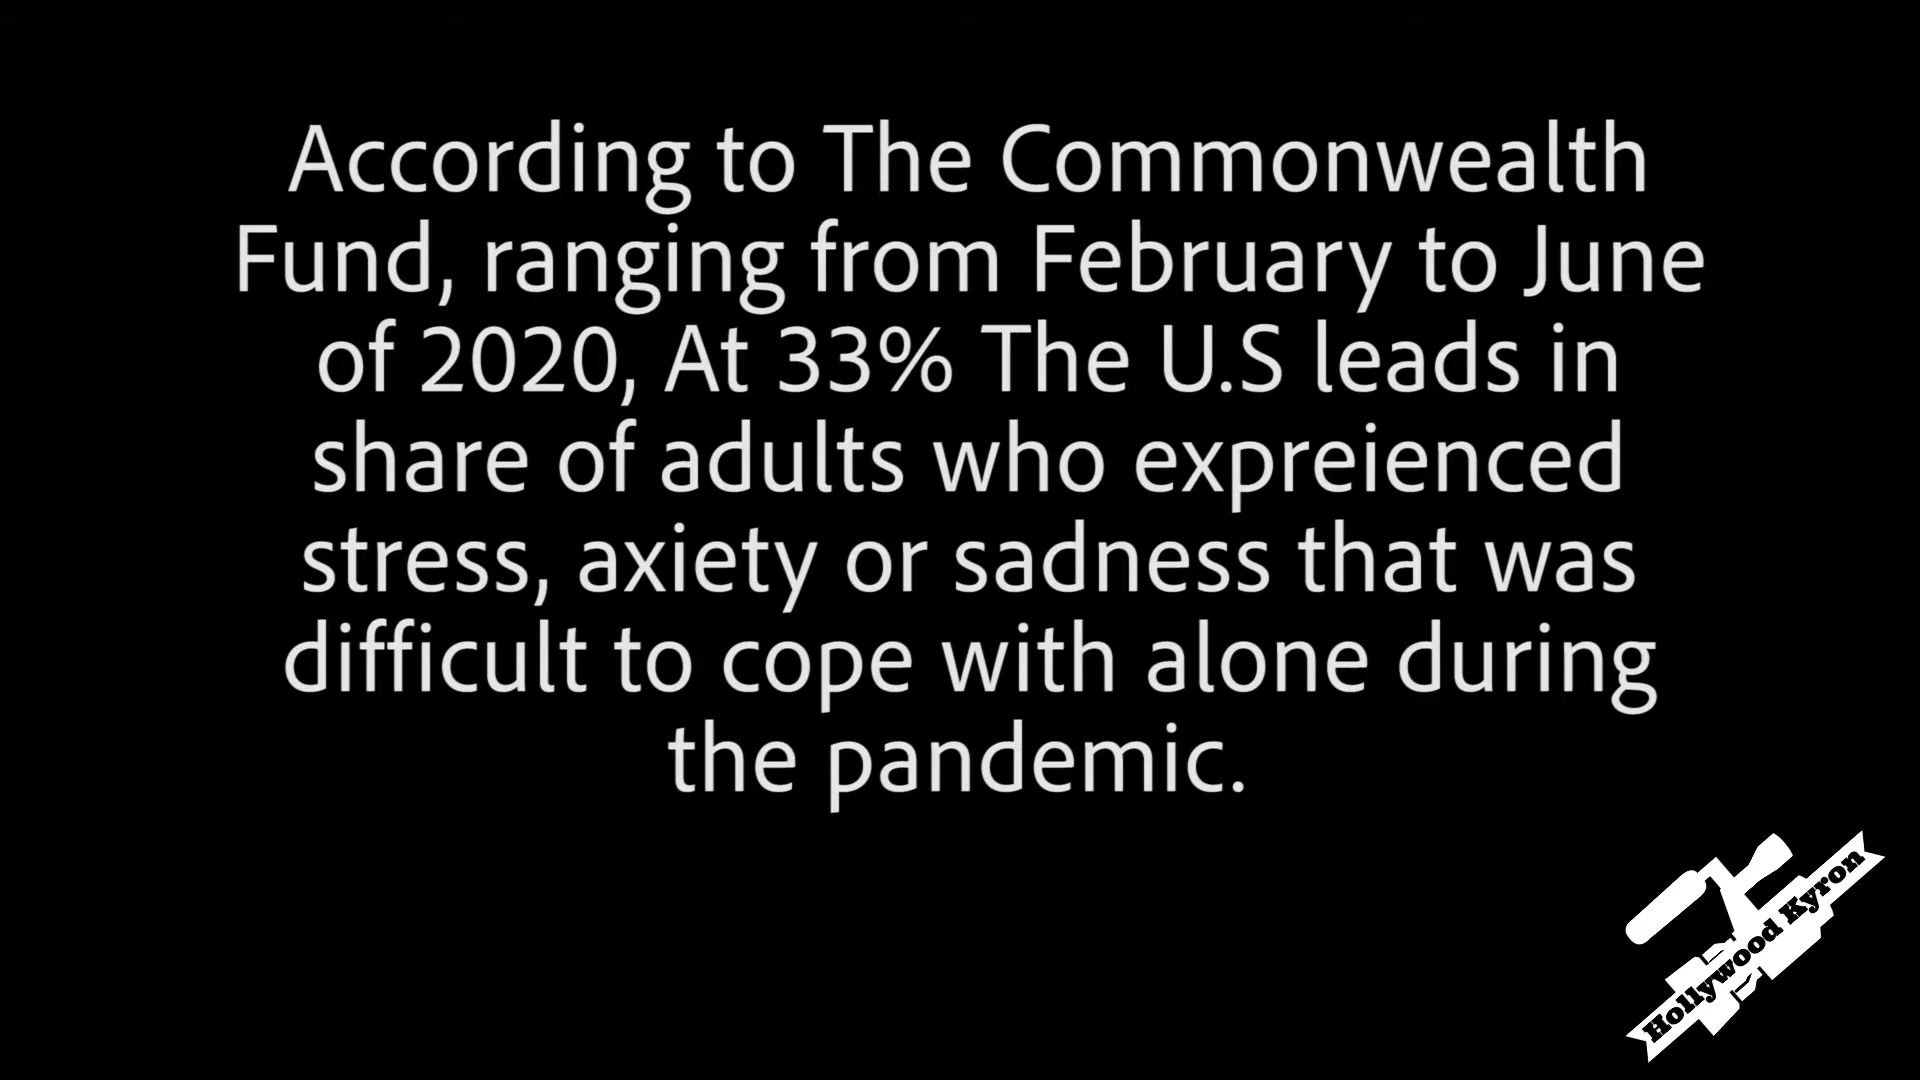 According to The Commonwealth
Fund, ranging from February to June
of 2020, At 33% The U.S leads in
share of adults who expreienced
stress, axiety or sadness that was
difficult to cope with alone during
the pandemic.
Hollywood Kyron